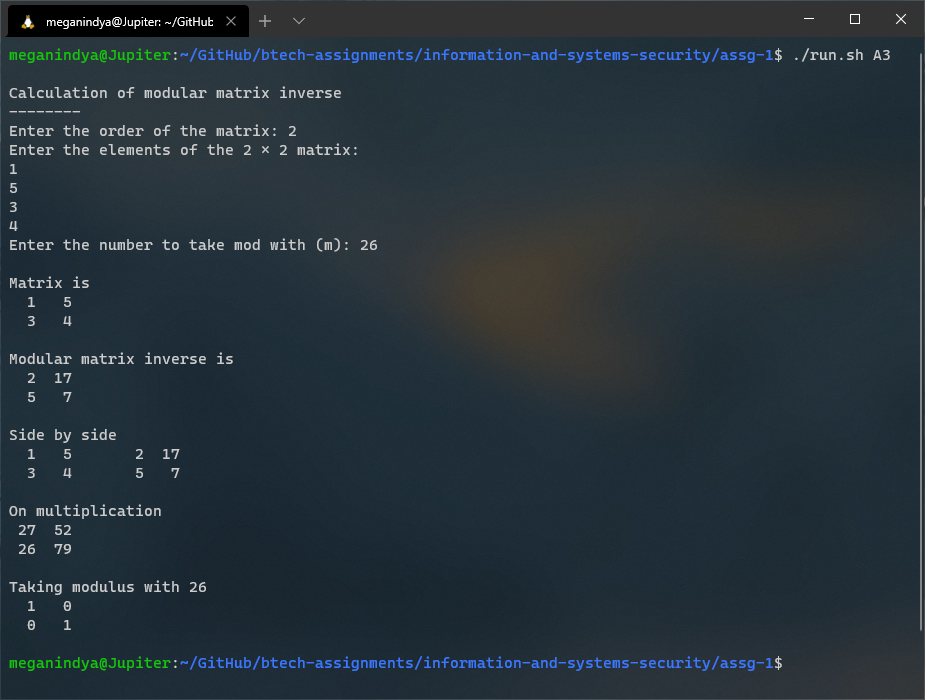 meganindya@Jupiter: ~/GitHub
meganindya@Jupiter:~/GitHub/btech-assignments/information-and-systems-security/assg-1$ ./run.sh A3
Calculation of modular matrix inverse
--------
Enter the order of the matrix: 2
Enter the elements of the 2 × 2 matrix:
1
5
3
4
Enter the number to take mod with (m): 26
Matrix is
1 5
3 4
Modular matrix inverse is
2 17
5 7
Side by side
1 5 2 17
3 4 5 7
On multiplication
27 52
26 79
Taking modulus with 26
1 0
0 1
meganindya@Jupiter:~/GitHub/btech-assignments/information-and-systems-security/assg-1$